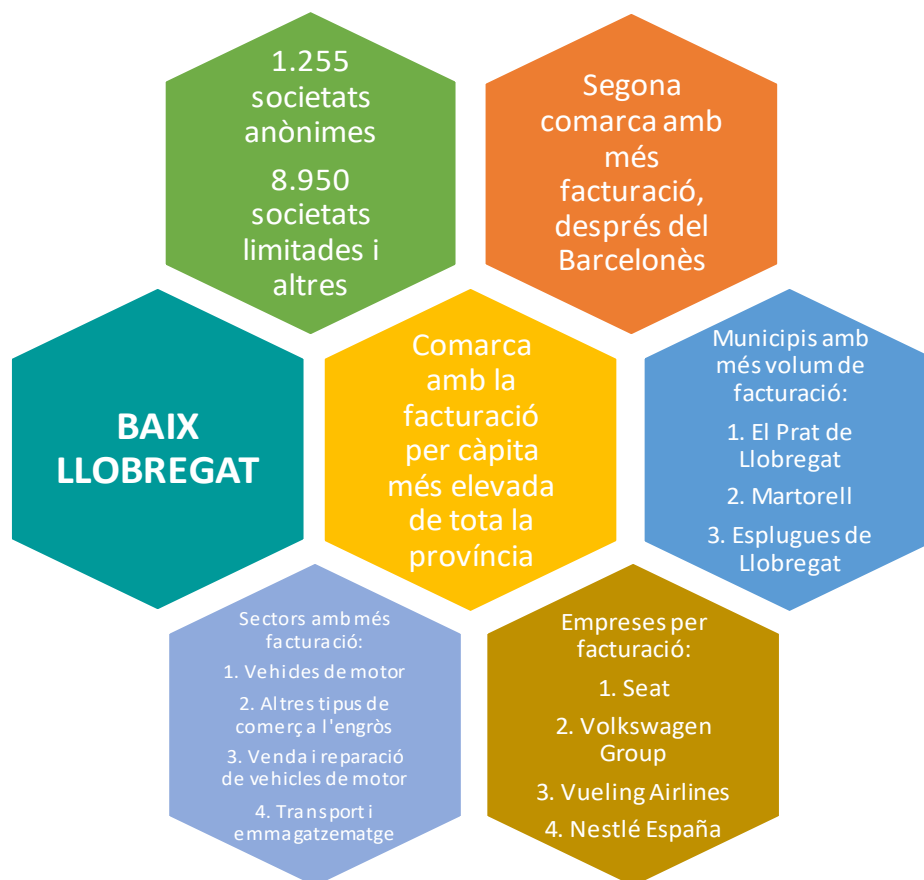 1.255
societats
anònimes
8.950
societats
limitades i
altres
Segona
comarca amb
més
facturació,
després del
Barcelonès
BAIX
LLOBREGAT
Comarca
amb la
facturació
per càpita
més elevada
de tota la
província
Municipis amb
més volum de
facturació:
1. El Prat de
Llobregat
2. Martorell
3. Esplugues de
Llobregat
Sectors amb més
facturació:
1. Vehides de motor
2. Altres tipus de
comerç a l'engròs
3. Venda i reparació
de vehicles de motor
4. Transport i
emmagatzematge
Empreses per
facturació:
1. Seat
2. Volkswagen
Group
3. Vueling Airlines
4. Nestlé España